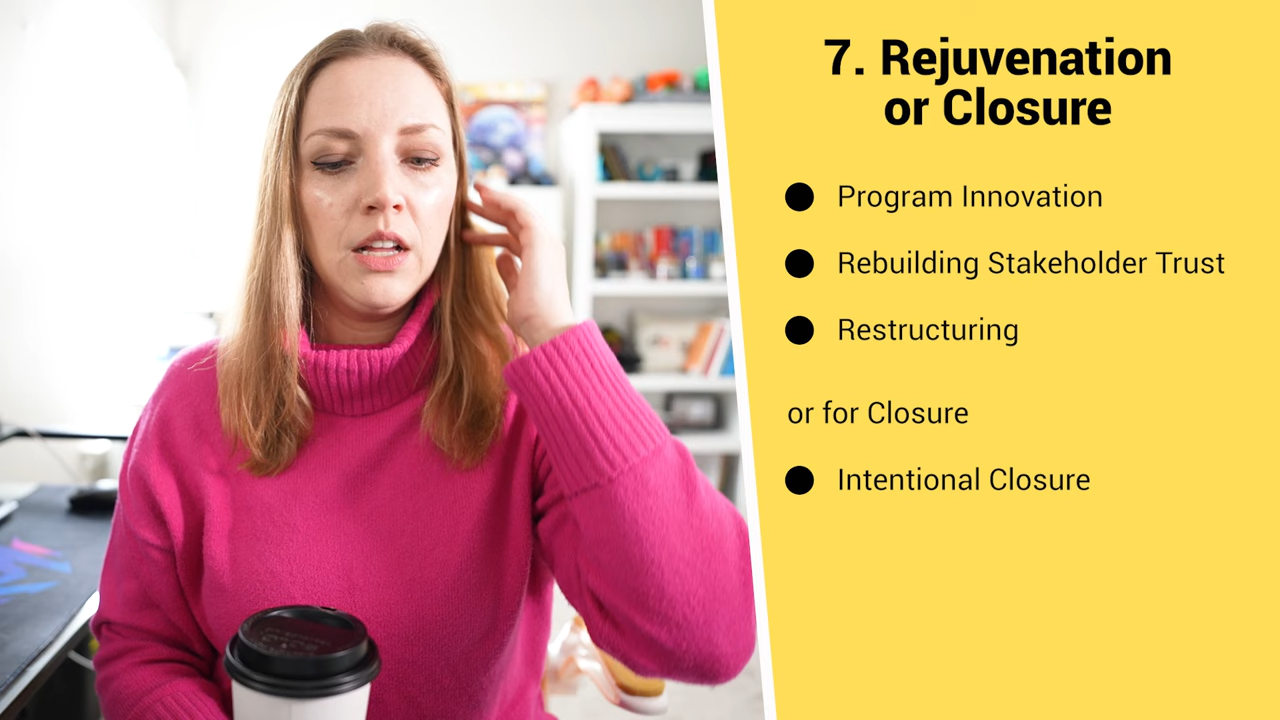 7. Rejuvenation
or Closure
Program Innovation
Rebuilding Stakeholder Trust
Restructuring
or for Closure
Intentional Closure